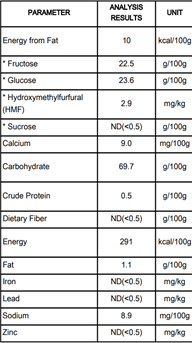 PARAMETER ANALYSIS RESULTS UNIT
Energy from Fat 10 kcal/100g
* Fructose 22.5 g/100g
* Glucose 23.6 g/100g
* Hydroxymethylfurfural (HMF) 2.9 mg/kg
* Sucrose ND(<0.5) g/100g
Calcium 9.0 mg/100g
Carbohydrate 69.7 g/100g
Crude Protein 0.5 g/100g
Dietary Fiber ND(<0.5) g/100g
Energy 291 kcal/100g
Fat 1.1 g/100g
Iron ND(<0.5) mg/kg
Lead ND(<0.5) mg/kg
Sodium 8.9 mg/100g
Zinc ND(<0.5) mg/kg